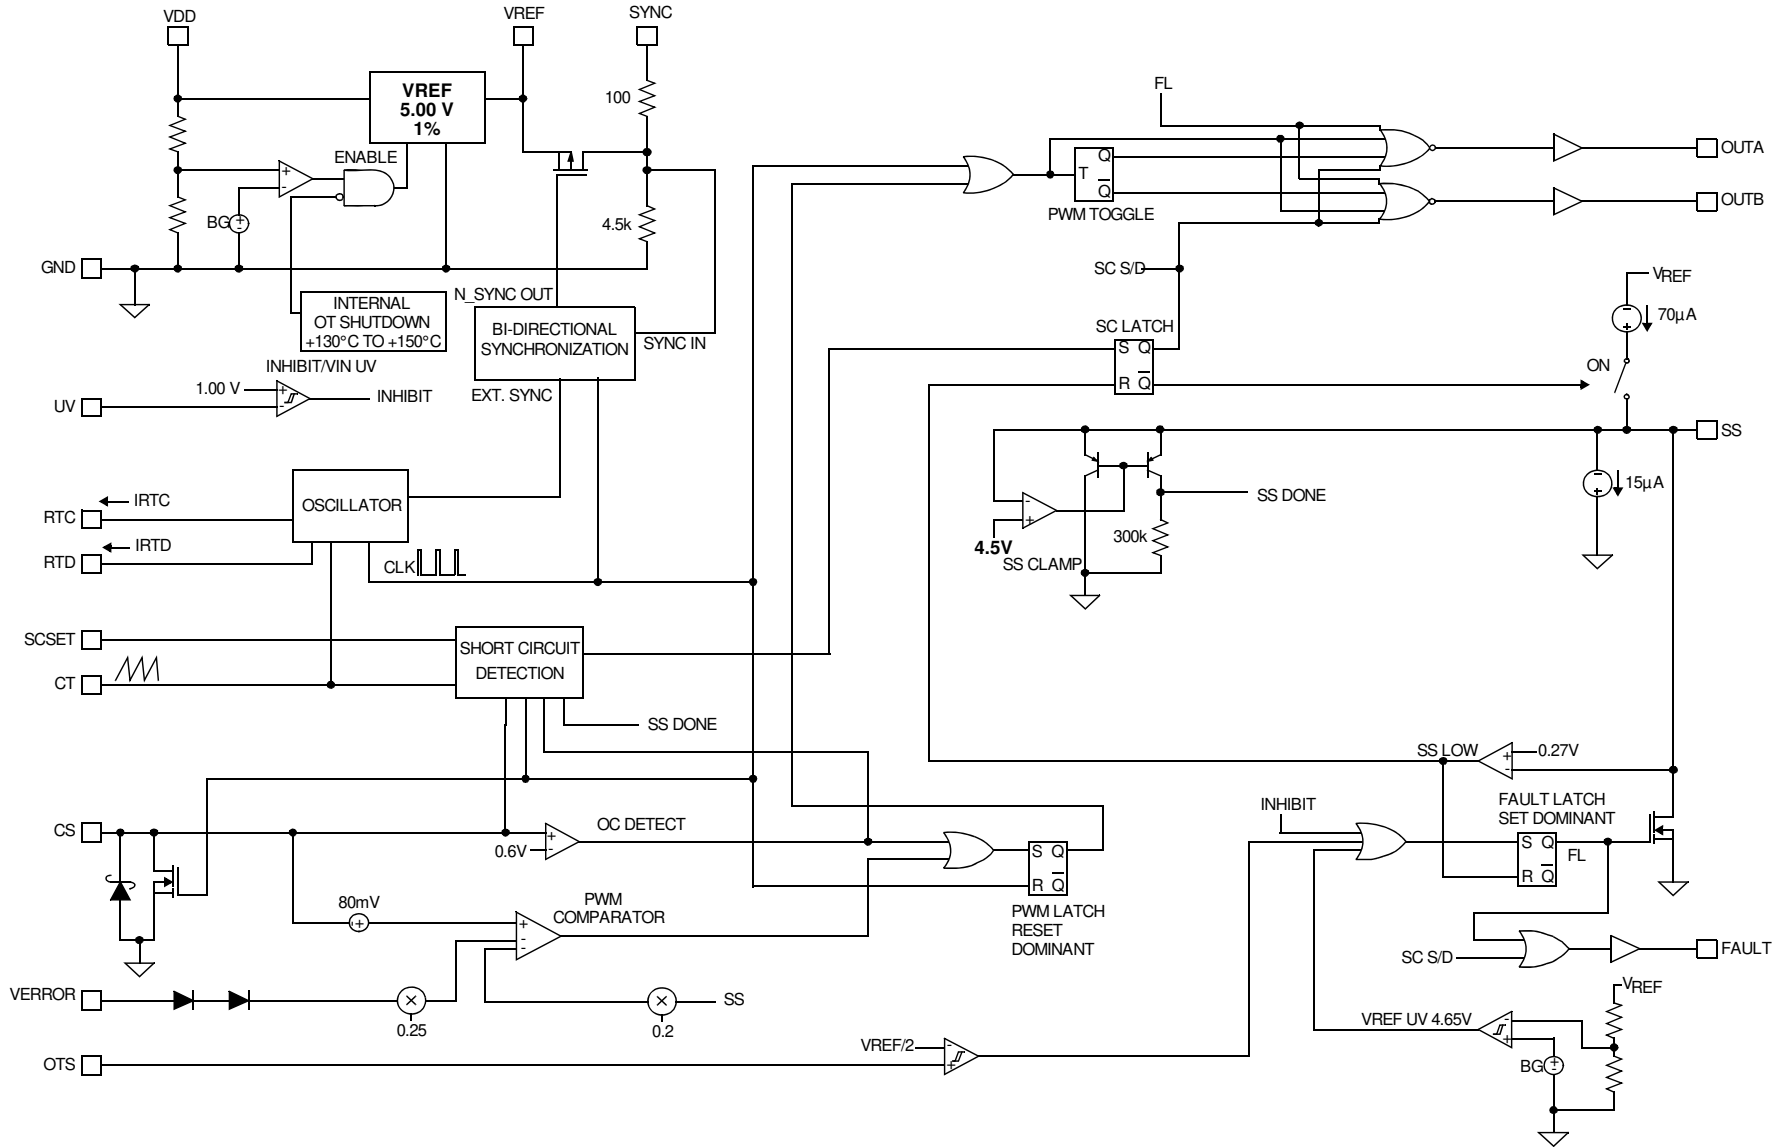 VDD
VREF
SYNC
VREF
5.00 V
1%
100
ENABLE
+
-
BG
+
-
4.5k
GND
INTERNAL
OT SHUTDOWN
+130°C TO +150°C
N_SYNC OUT
BI-DIRECTIONAL
SYNCHRONIZATION
SYNC IN
EXT. SYNC
INHIBIT/VIN UV
1.00 V
+
-
INHIBIT
UV
FL
T
Q
Q
PWM TOGGLE
OUTA
OUTB
SC S/D
SC LATCH
S Q
R Q
VREF
70µA
ON
SS
15µA
SS DONE
-
+
4.5V
SS CLAMP
300k
IRTC
RTC
OSCILLATOR
IRTD
RTD
CLK
SCSET
SHORT CIRCUIT
DETECTION
CT
SS DONE
SS LOW
+
-
0.27V
CS
+
-
0.6V
OC DETECT
S Q
R Q
PWM LATCH
RESET
DOMINANT
INHIBIT
FAULT LATCH
SET DOMINANT
S Q
R Q
FL
80mV
+
PWM
COMPARATOR
+
-
-
SC S/D
FAULT
VERROR
×
0.25
×
0.2
SS
VREF
VREF UV 4.65V
-
+
BG
+
-
OTS
VREF/2
-
+